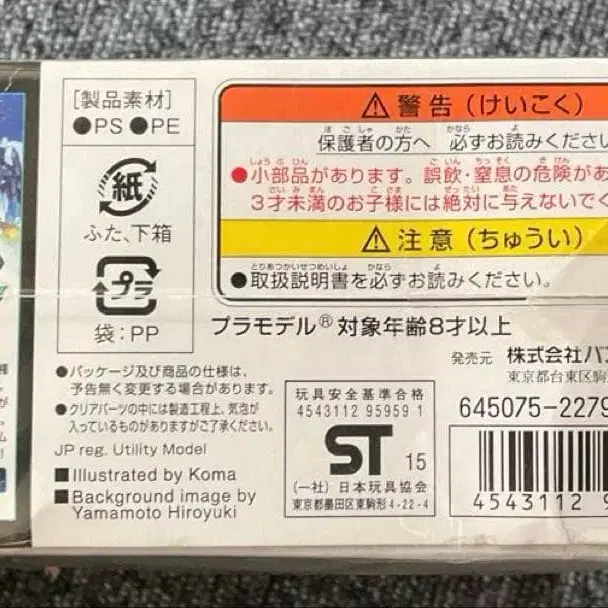 [製品素材]
●PS ●PE
紙
ふた、下箱
プラ
袋：PP
⚠警告（けいこく）
保護者の方へ 必ずお読みください
●小部品があります。誤飲・窒息の危険があ
3才未満のお子様には絶対に与えないでく
⚠注意（ちゅうい）
●取扱説明書を必ずお読みください。
プラモデル®対象年齢8才以上
発売元 株式会社バン
東京都台東区駒
●パッケージ及び商品の仕様は、
予告無く変更する場合があります。
●クリアパーツの中には製造工程上、気泡が
入っているものがありますがご了承ください。
JP reg. Utility Model
■Illustrated by Koma
■Background image by
Yamamoto Hiroyuki
玩具安全基準合格
4543112 95959 1
ST 15
(一社) 日本玩具協会
東京都墨田区東駒形4-22-4
645075-2279
4543112 9